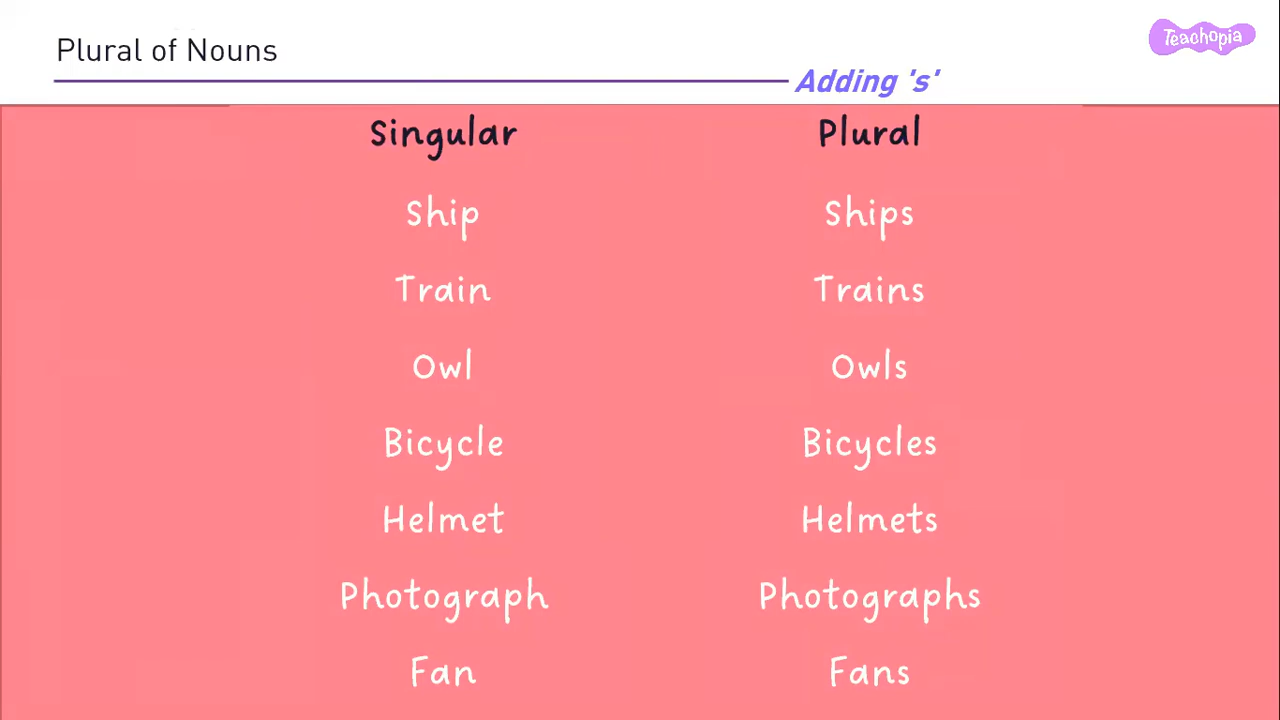 Plural of Nouns
Teachopia
Adding 's'
Singular Plural
Ship Ships
Train Trains
Owl Owls
Bicycle Bicycles
Helmet Helmets
Photograph Photographs
Fan Fans